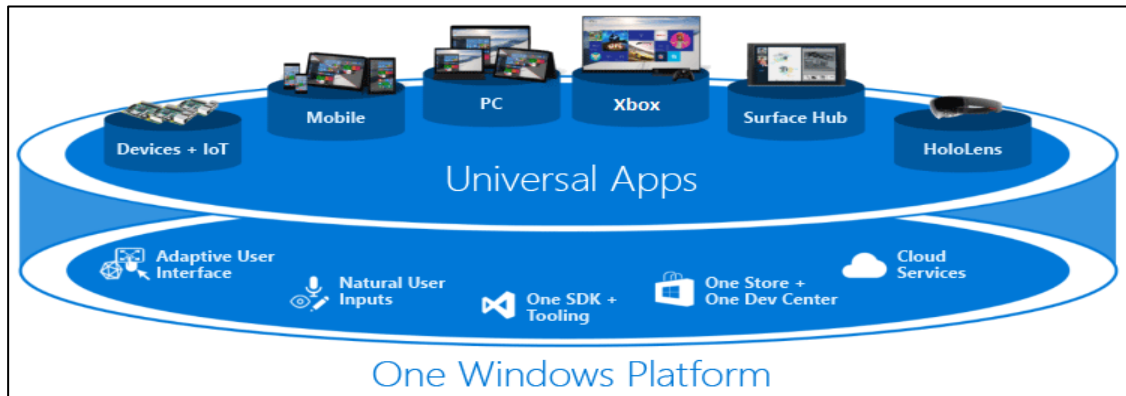 Devices + IoT
Mobile
PC
Xbox
Surface Hub
HoloLens
Universal Apps
Adaptive User
Interface
Natural User
Inputs
One SDK +
Tooling
One Store +
One Dev Center
Cloud
Services
One Windows Platform